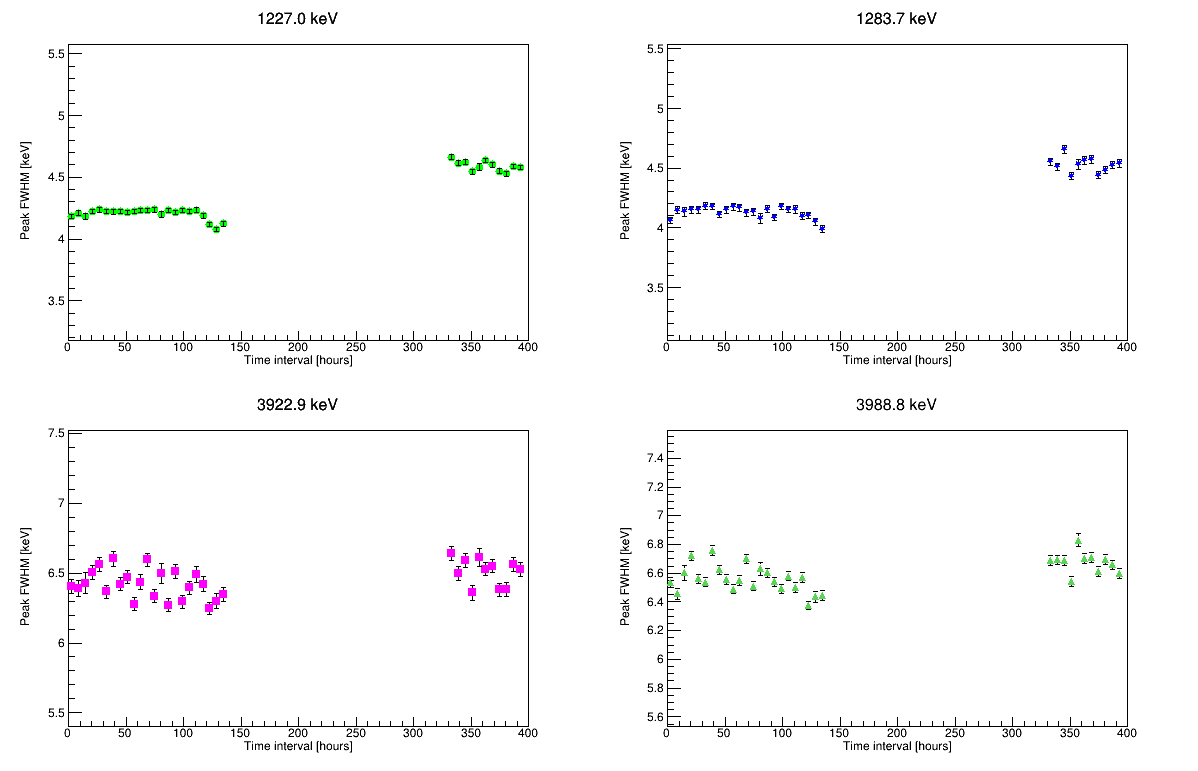 1227.0 keV
Peak FWHM [keV]
5.5
5
4.5
4
3.5
0 50 100 150 200 250 300 350 400
Time interval [hours]
1283.7 keV
Peak FWHM [keV]
5.5
5
4.5
4
3.5
0 50 100 150 200 250 300 350 400
Time interval [hours]
3922.9 keV
Peak FWHM [keV]
7.5
7
6.5
6
5.5
0 50 100 150 200 250 300 350 400
Time interval [hours]
3988.8 keV
Peak FWHM [keV]
7.4
7.2
7
6.8
6.6
6.4
6.2
6
5.8
5.6
0 50 100 150 200 250 300 350 400
Time interval [hours]